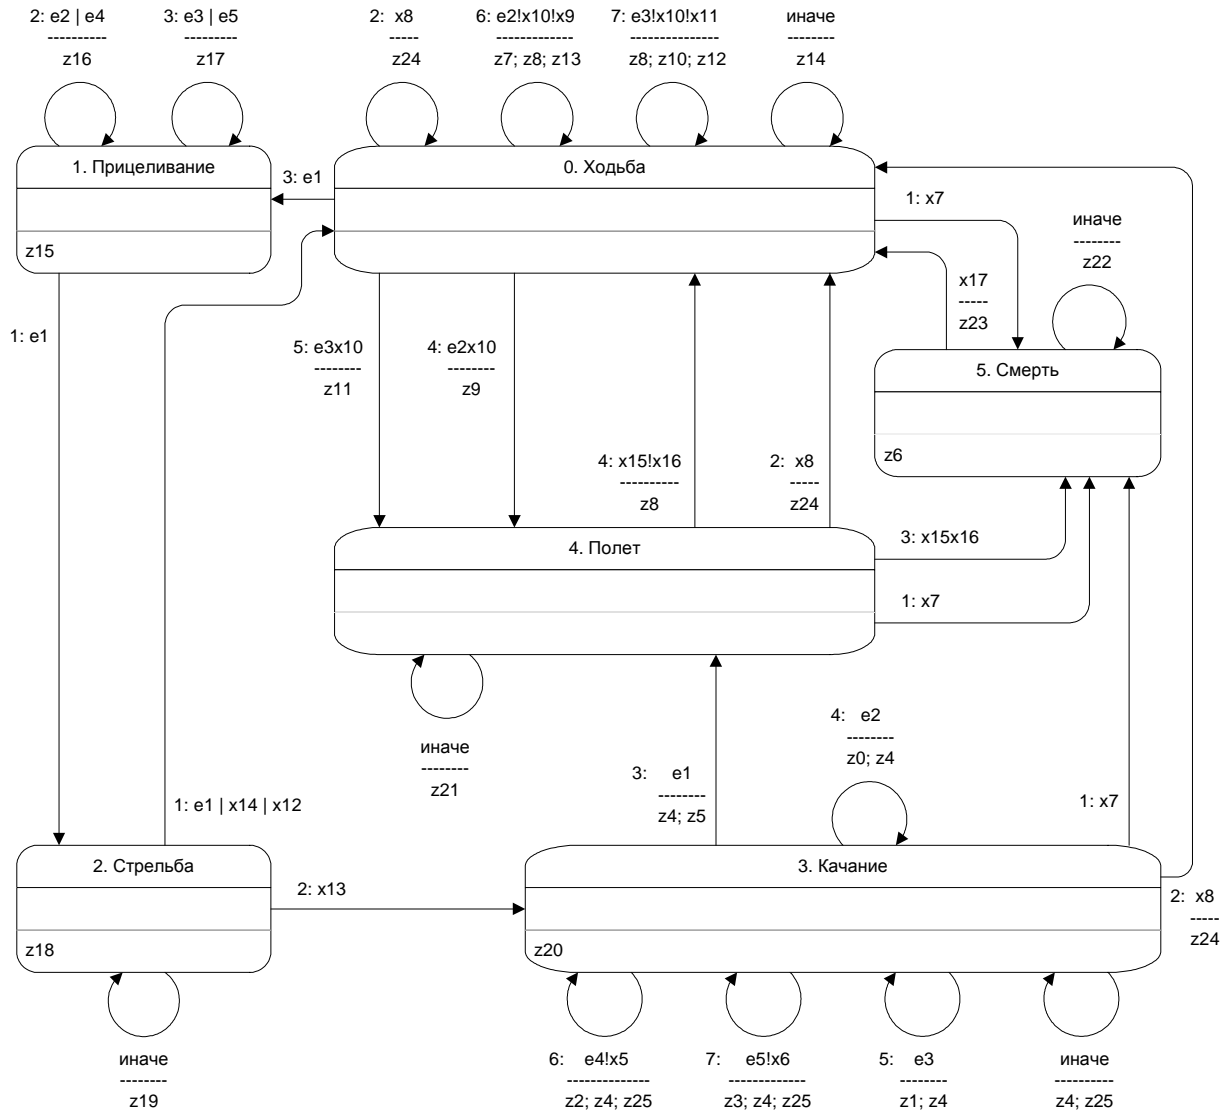 2: e2 | e4
----------
z16
3: e3 | e5
---------
z17
2: x8
-----
z24
6: e2!x10!x9
-------------
z7; z8; z13
7: e3!x10!x11
---------------
z8; z10; z12
иначе
--------
z14
1. Прицеливание
z15
3: e1
0. Ходьба
1: x7
иначе
--------
z22
x17
-----
z23
1: e1
5: e3x10
--------
z11
4: e2x10
--------
z9
5. Смерть
z6
4: x15!x16
----------
z8
2: x8
-----
z24
4. Полет
3: x15x16
1: x7
иначе
--------
z21
4: e2
--------
z0; z4
3: e1
--------
z4; z5
1: e1 | x14 | x12
1: x7
2. Стрельба
z18
2: x13
3. Качание
z20
2: x8
-----
z24
иначе
--------
z19
6: e4!x5
--------------
z2; z4; z25
7: e5!x6
-------------
z3; z4; z25
5: e3
--------
z1; z4
иначе
----------
z4; z25